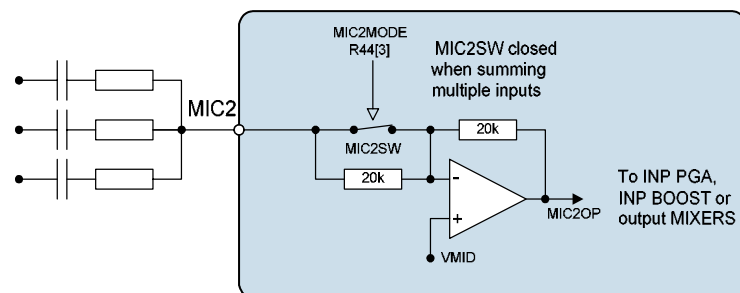 MIC2MODE
R44[3]
MIC2SW closed
when summing
multiple inputs
MIC2
MIC2SW
20k
20k
-
+
VMID
MIC2OP
To INP PGA,
INP BOOST or
output MIXERS